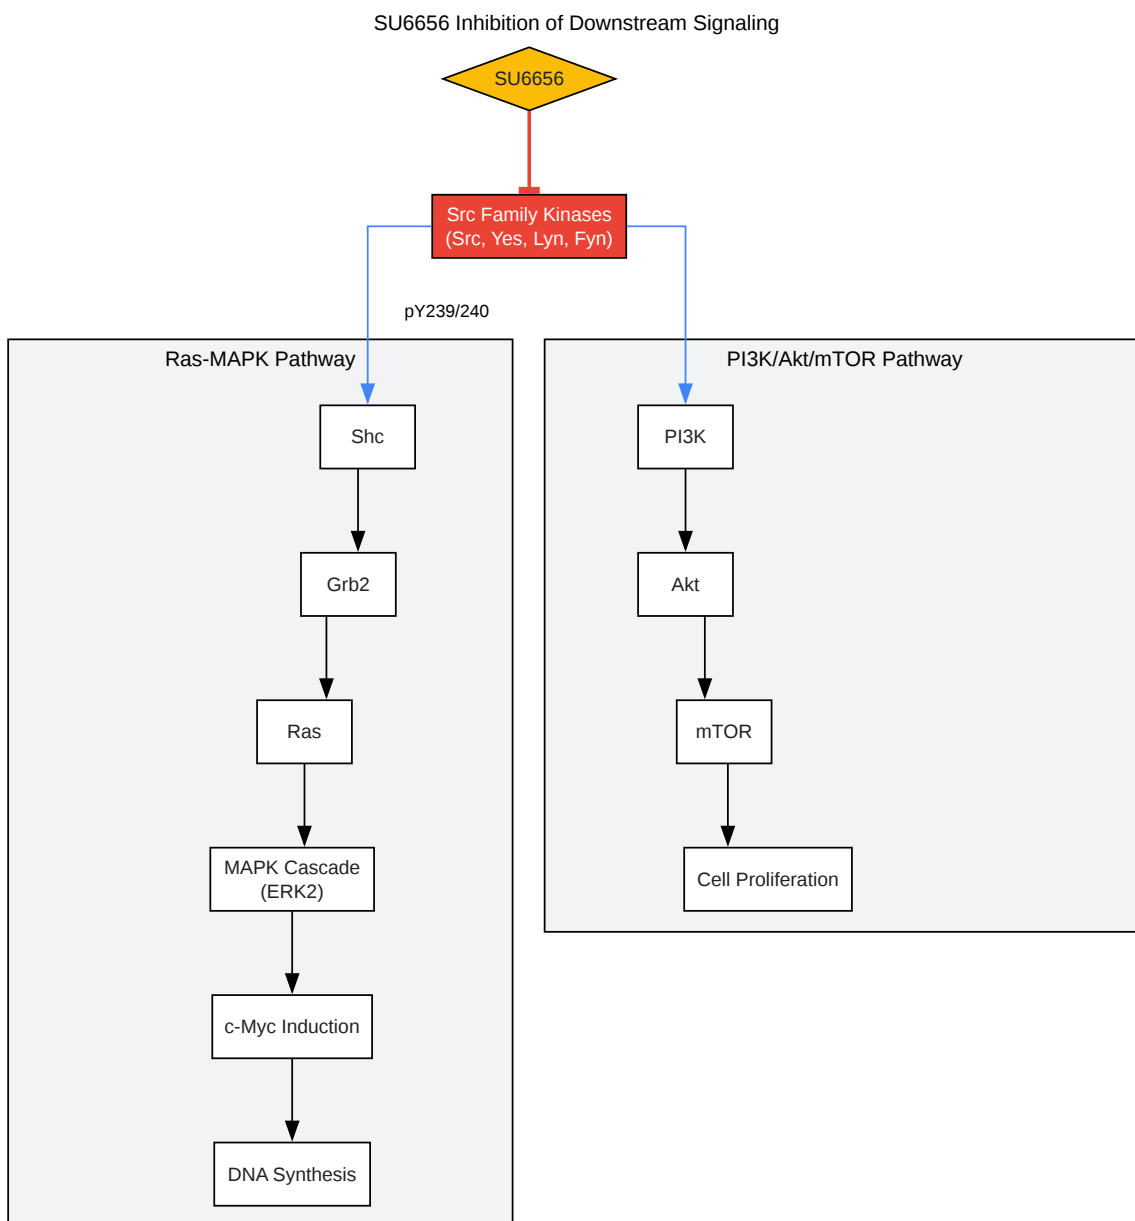 SU6656 Inhibition of Downstream Signaling
SU6656
Src Family Kinases
(Src, Yes, Lyn, Fyn)
pY239/240
Ras-MAPK Pathway
Shc
Grb2
Ras
MAPK Cascade
(ERK2)
c-Myc Induction
DNA Synthesis
PI3K/Akt/mTOR Pathway
PI3K
Akt
mTOR
Cell Proliferation